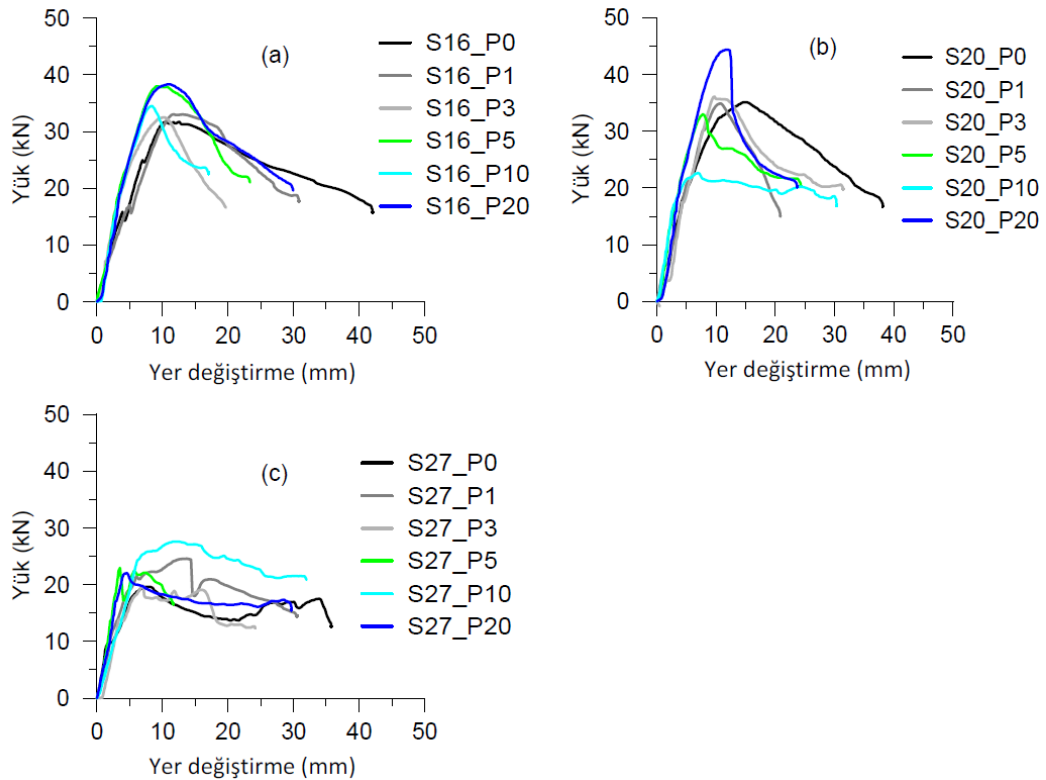 (a)
Yük (kN)
50
40
30
20
10
0
0 10 20 30 40 50
Yer değiştirme (mm)
S16_P0
S16_P1
S16_P3
S16_P5
S16_P10
S16_P20
(b)
Yük (kN)
50
40
30
20
10
0
0 10 20 30 40 50
Yer değiştirme (mm)
S20_P0
S20_P1
S20_P3
S20_P5
S20_P10
S20_P20
(c)
Yük (kN)
50
40
30
20
10
0
0 10 20 30 40 50
Yer değiştirme (mm)
S27_P0
S27_P1
S27_P3
S27_P5
S27_P10
S27_P20